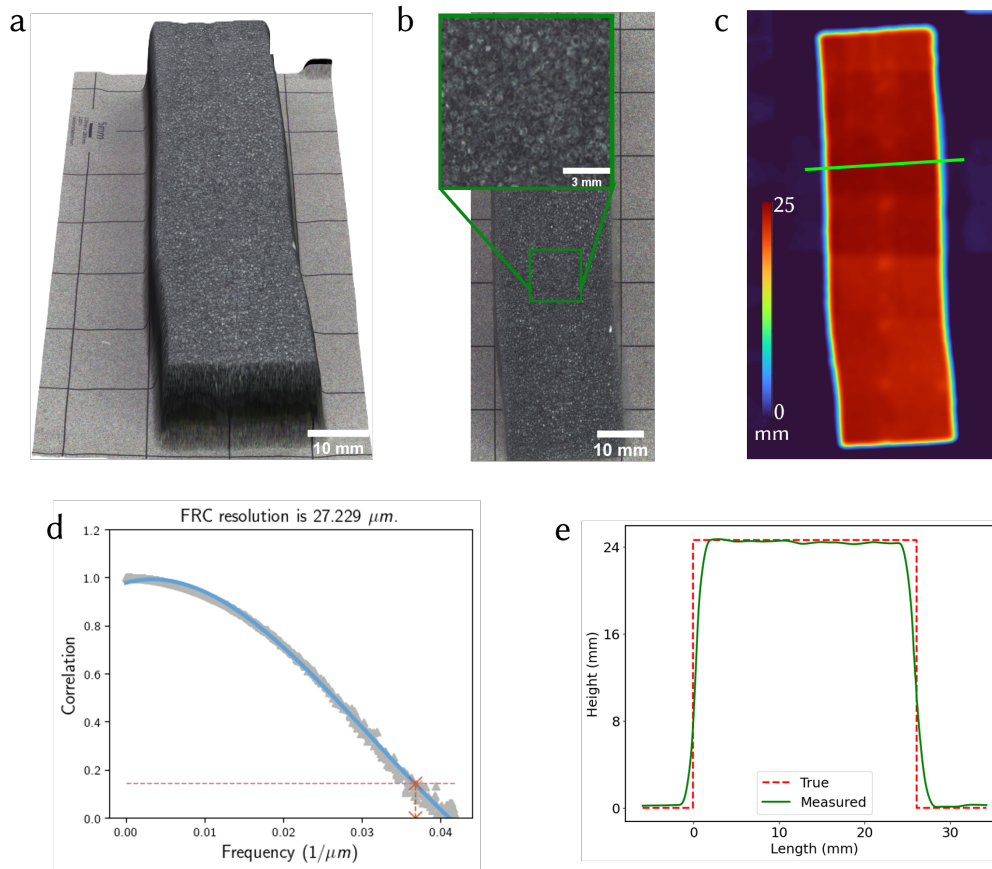 a
b
c
5mm
10 mm
3 mm
10 mm
25
0
mm
d
FRC resolution is 27.229 μm.
1.2
1.0
0.8
0.6
0.4
0.2
0.0
Correlation
0.00
0.01
0.02
0.03
0.04
Frequency (1/μm)
e
24
16
8
0
Height (mm)
True
Measured
0
10
20
30
Length (mm)